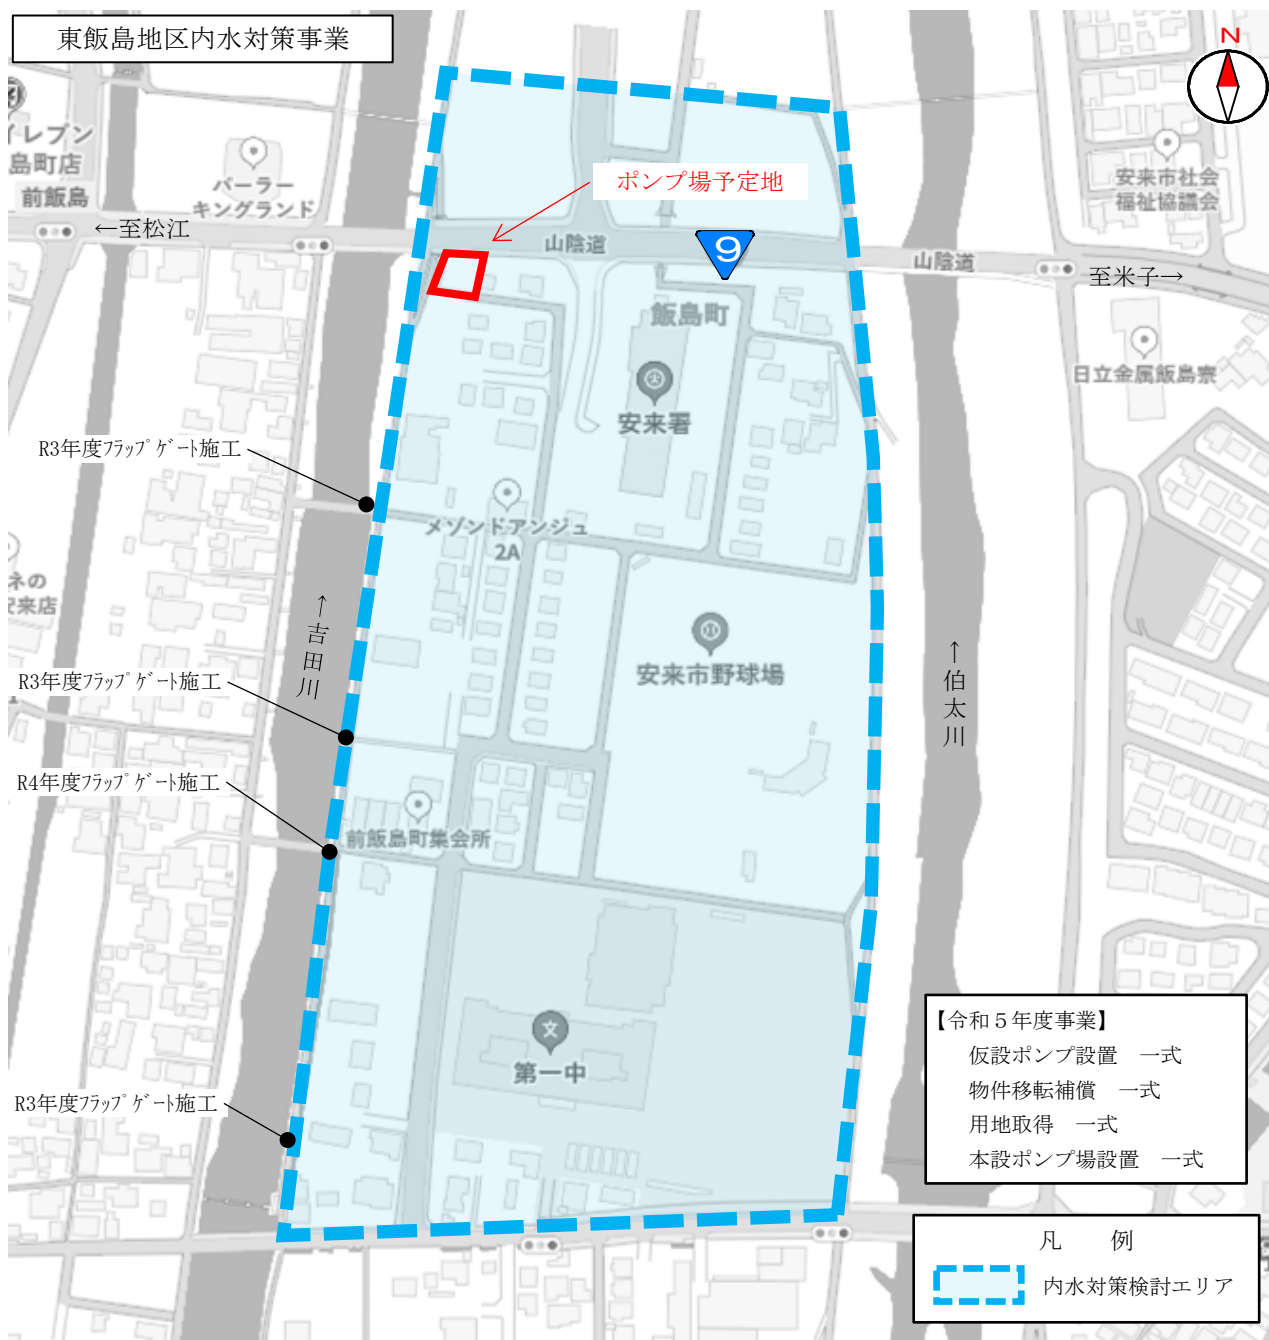 東飯島地区内水対策事業
N
イレブン
島町店
前飯島
パーラー
キングランド
←至松江
ポンプ場予定地
山陰道
9
山陰道
至米子→
安来市社会
福祉協議会
飯島町
日立金属飯島寮
安来署
R3年度フラップゲート施工
メゾンドアンジュ
2A
ネの
安来店
←吉田川
安来市野球場
←伯太川
R3年度フラップゲート施工
R4年度フラップゲート施工
前飯島町集会所
文
第一中
R3年度フラップゲート施工
【令和５年度事業】
仮設ポンプ設置　一式
物件移転補償　一式
用地取得　一式
本設ポンプ場設置　一式
凡　例
内水対策検討エリア